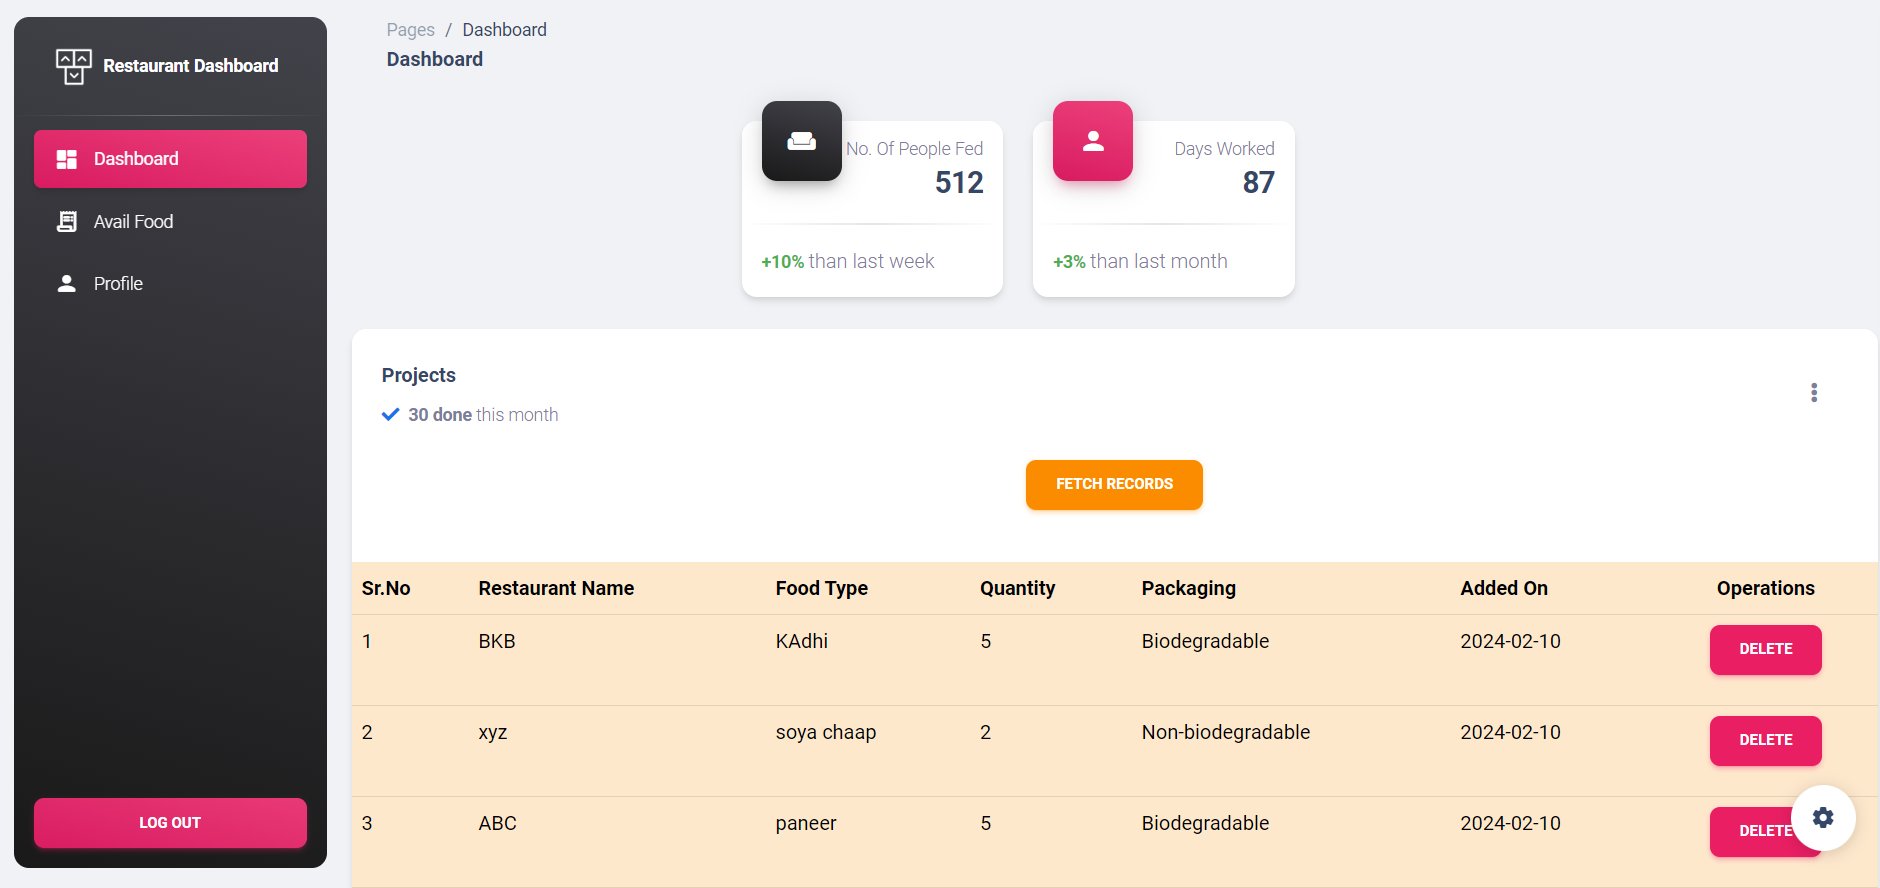 Restaurant Dashboard
Dashboard
Avail Food
Profile
LOG OUT
Pages / Dashboard
Dashboard
No. Of People Fed
512
+10% than last week
Days Worked
87
+3% than last month
Projects
30 done this month
FETCH RECORDS
Sr.No Restaurant Name Food Type Quantity Packaging Added On Operations
1 BKB KAdhi 5 Biodegradable 2024-02-10 DELETE
2 xyz soya chaap 2 Non-biodegradable 2024-02-10 DELETE
3 ABC paneer 5 Biodegradable 2024-02-10 DELETE